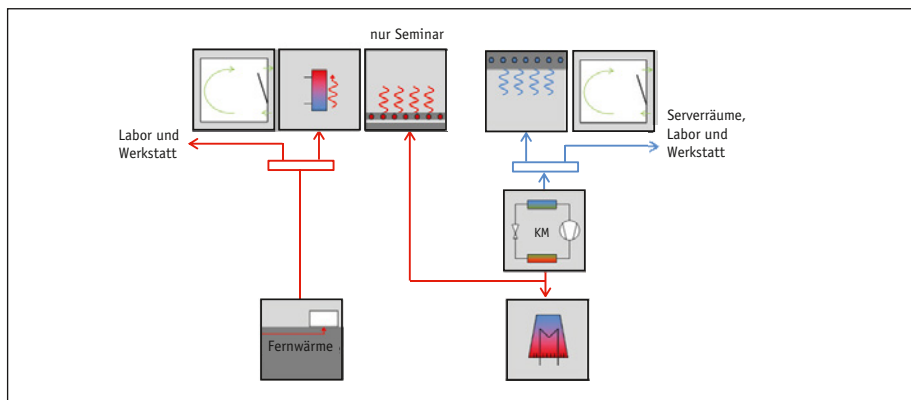 nur Seminar
Labor und
Werkstatt
Serverräume,
Labor und
Werkstatt
KM
Fernwärme